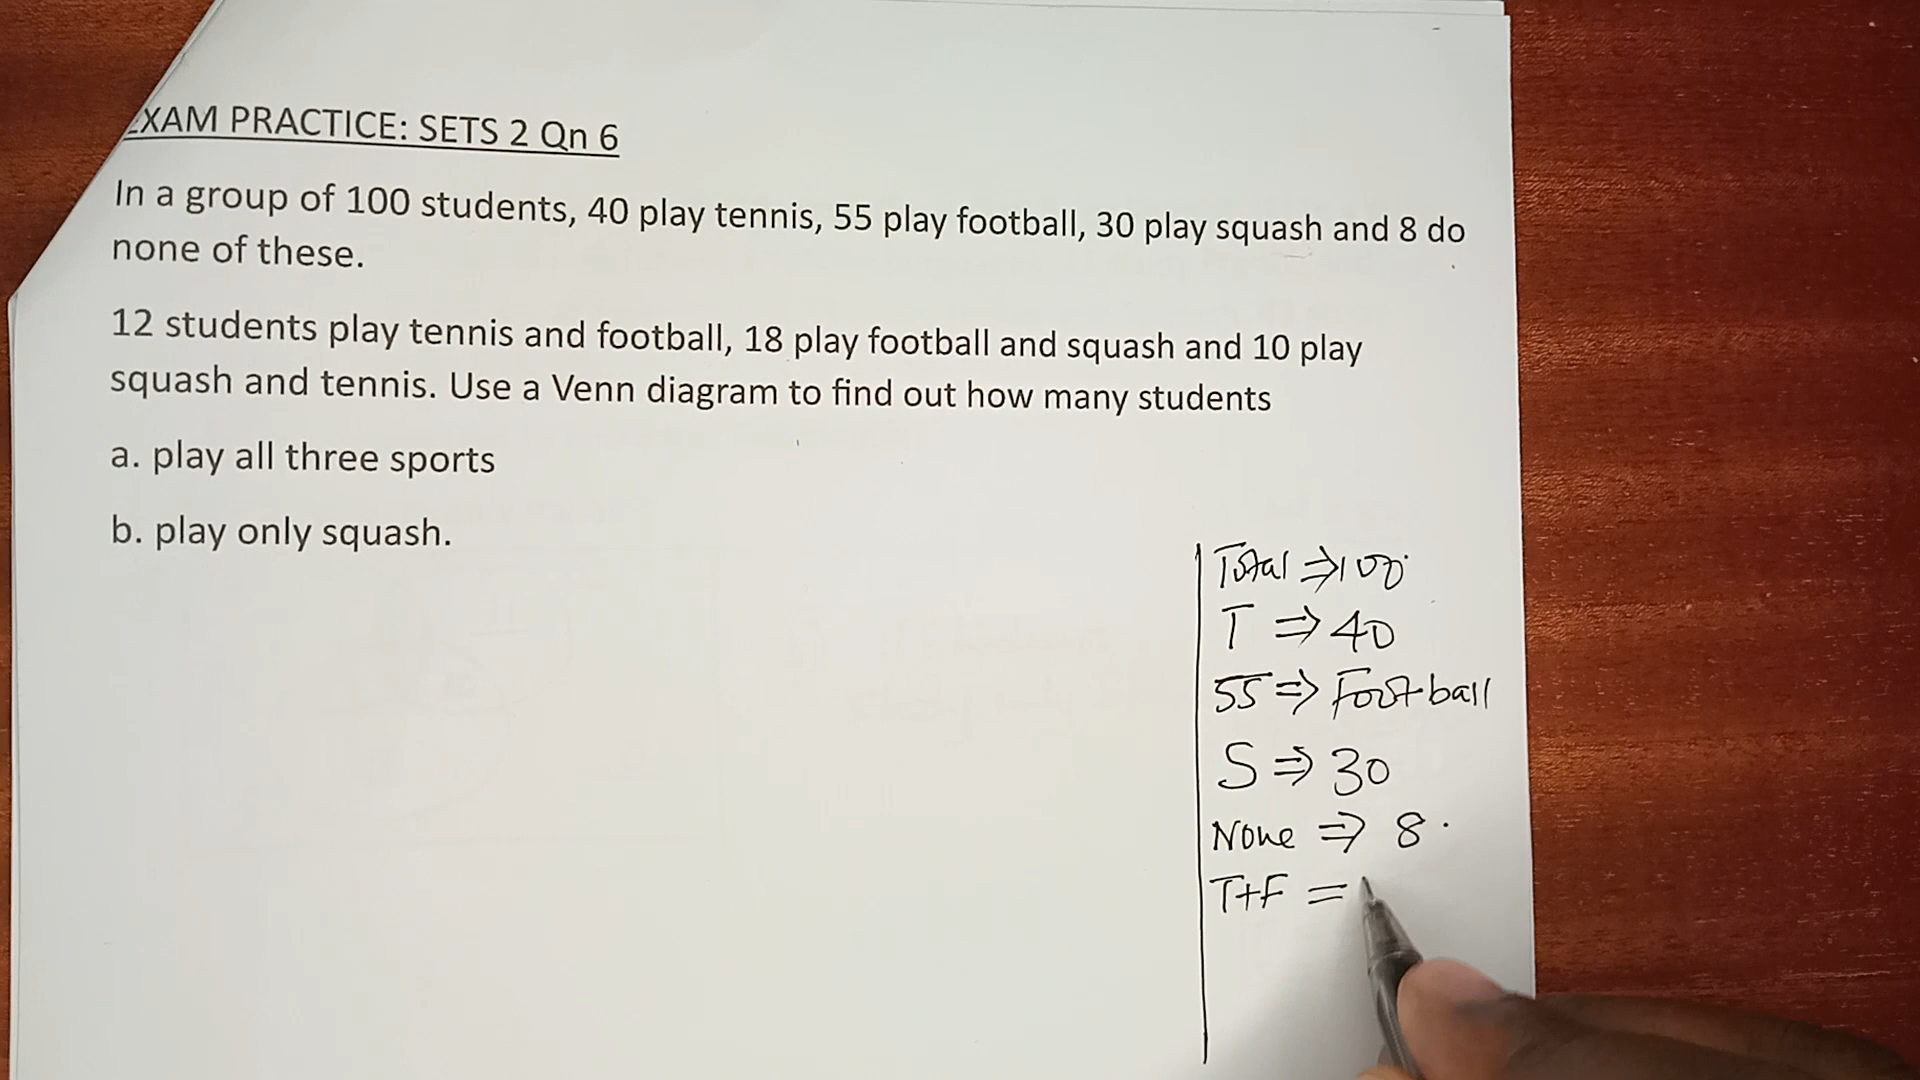 EXAM PRACTICE: SETS 2 Qn 6
In a group of 100 students, 40 play tennis, 55 play football, 30 play squash and 8 do
none of these.
12 students play tennis and football, 18 play football and squash and 10 play
squash and tennis. Use a Venn diagram to find out how many students
a. play all three sports
b. play only squash.
Total ⇒ 100
T ⇒ 40
55 ⇒ Football
S ⇒ 30
None ⇒ 8.
T+F =